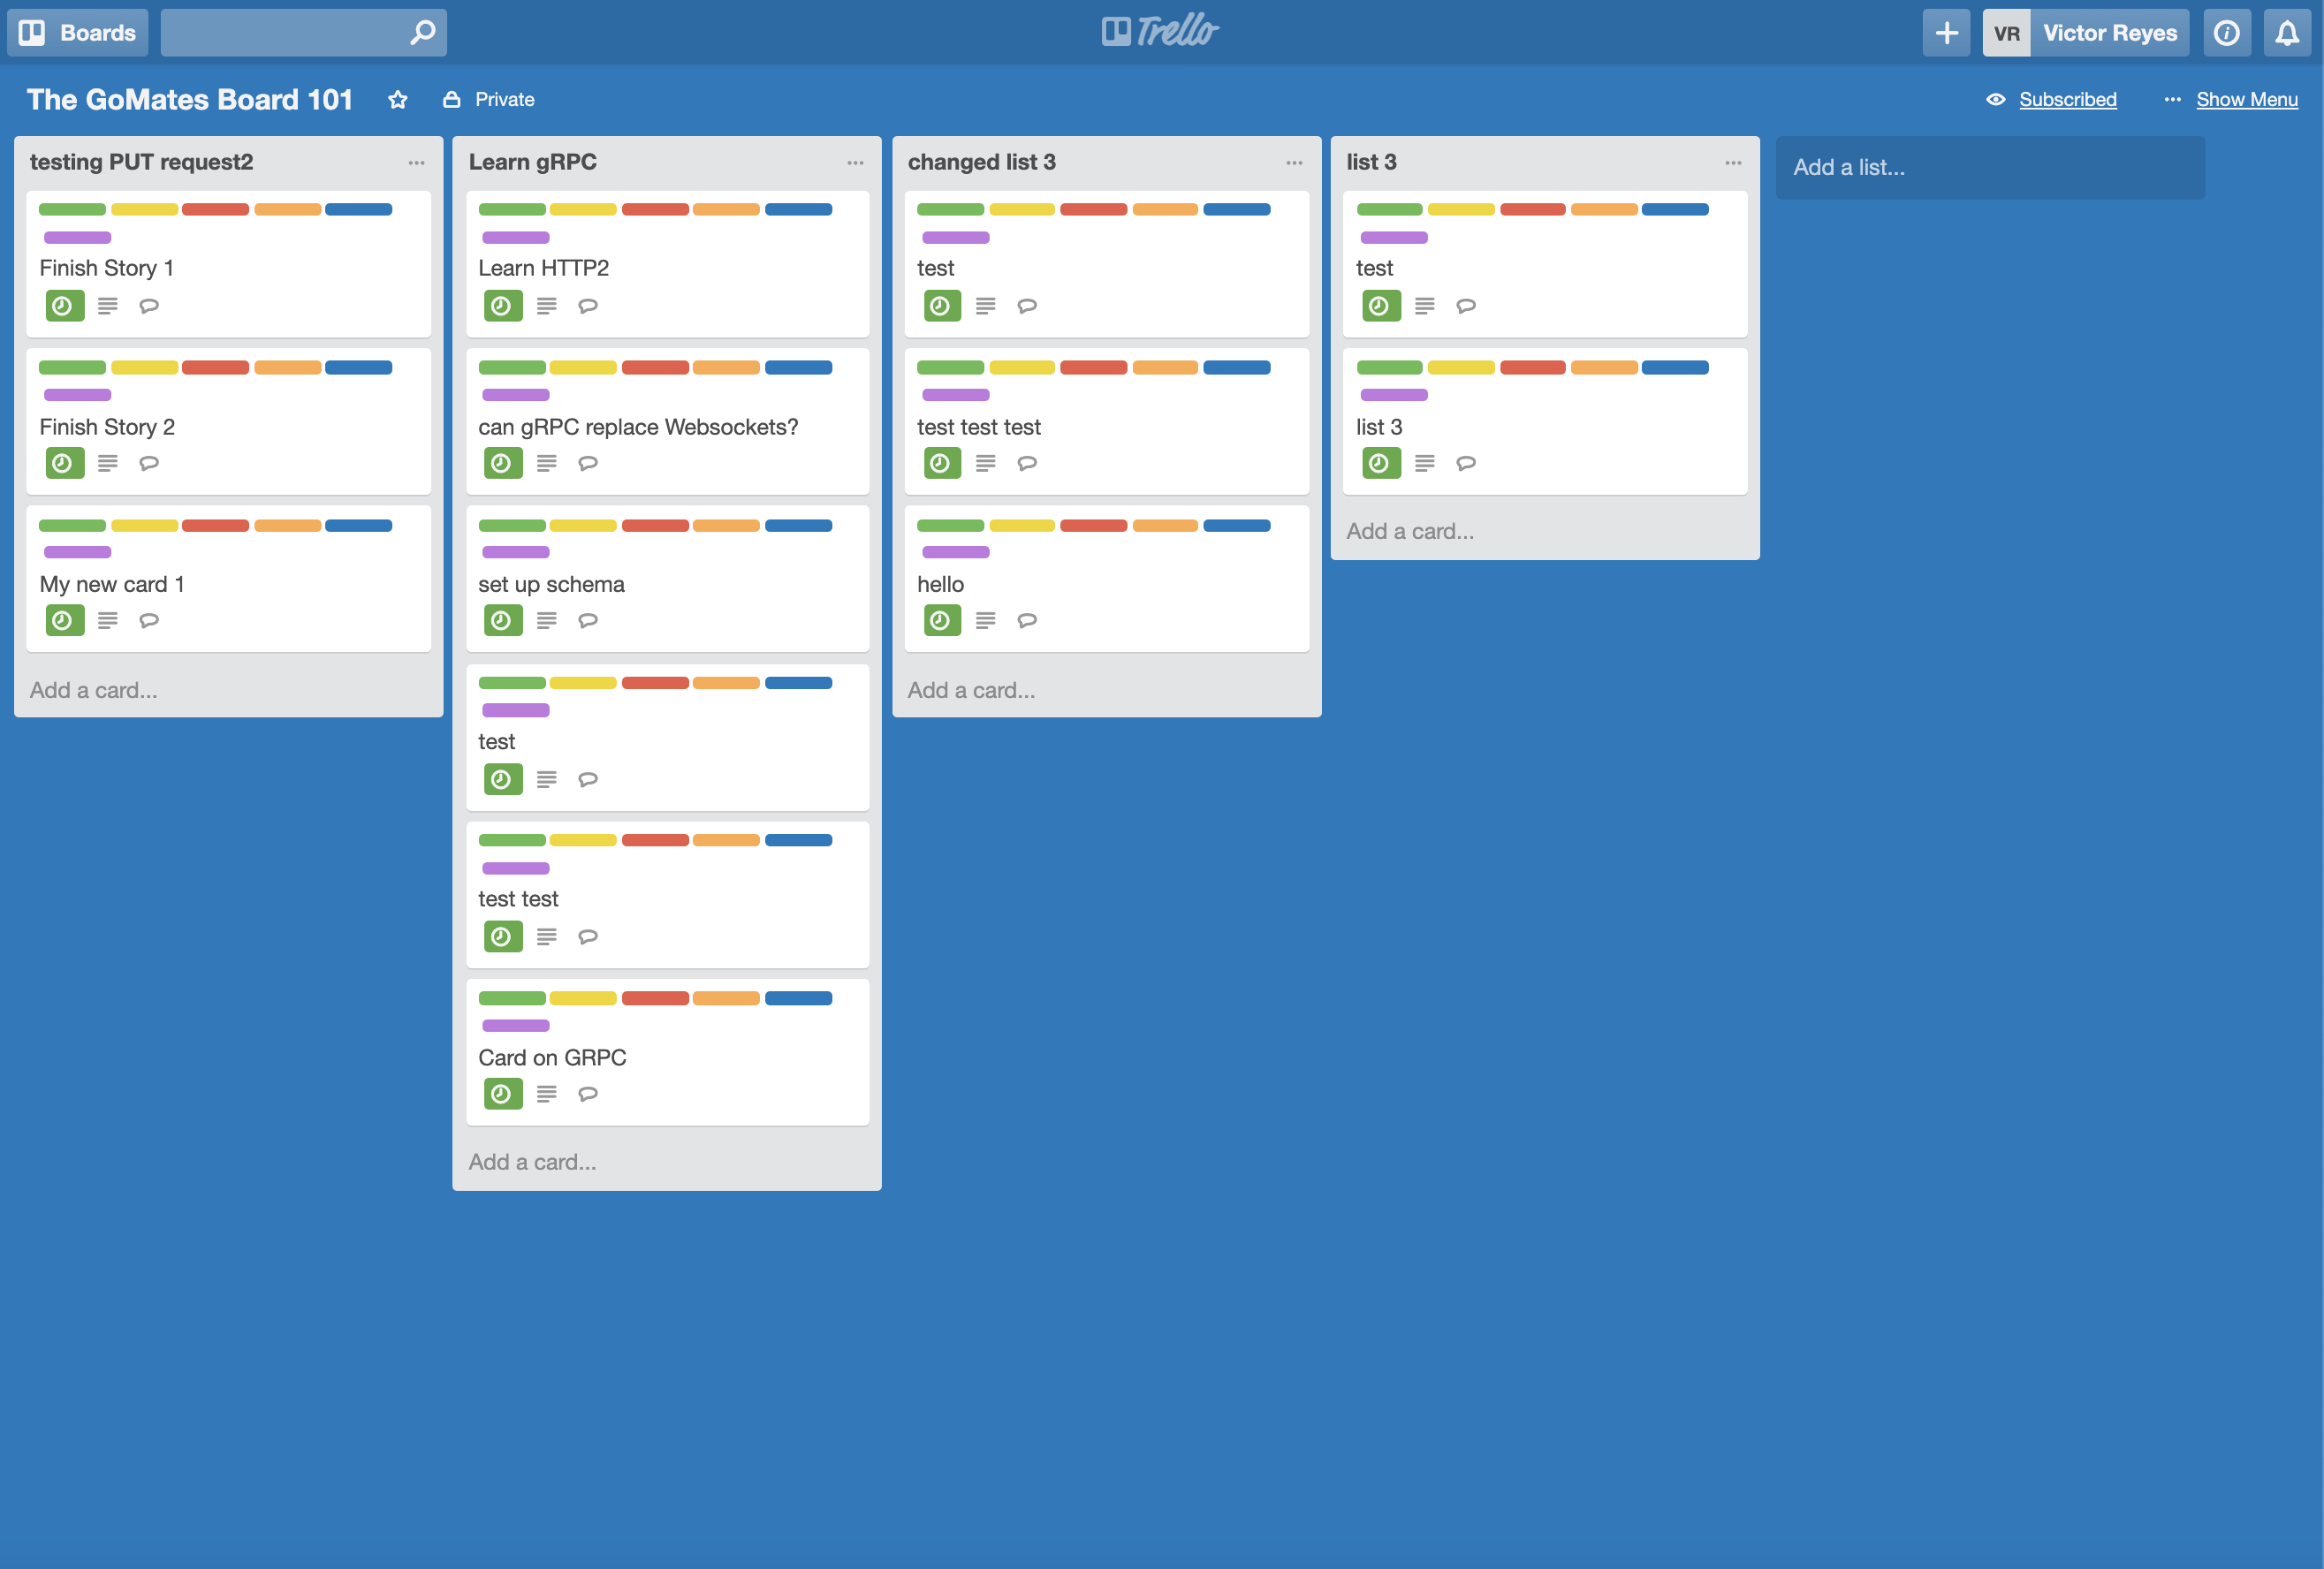 Boards
Trello
VR Victor Reyes
The GoMates Board 101
Private
Subscribed
... Show Menu
testing PUT request2 ...
Finish Story 1
Finish Story 2
My new card 1
Add a card...
Learn gRPC ...
Learn HTTP2
can gRPC replace Websockets?
set up schema
test
test test
Card on GRPC
Add a card...
changed list 3 ...
test
test test test
hello
Add a card...
list 3 ...
test
list 3
Add a card...
Add a list...